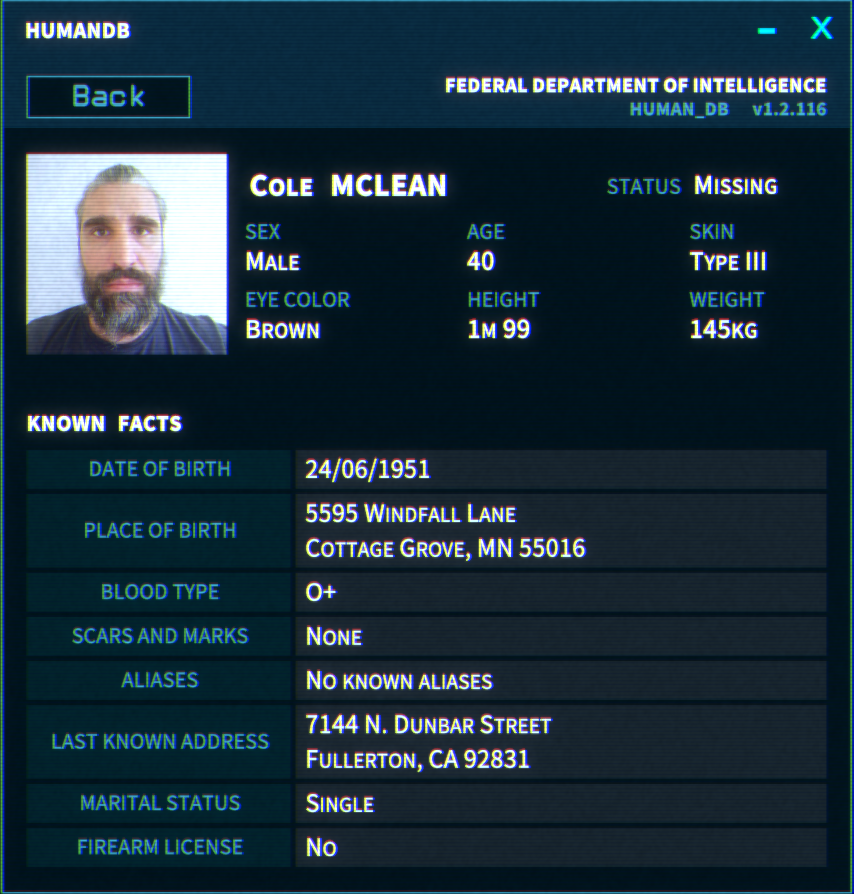 HUMANDB
– X
Back
FEDERAL DEPARTMENT OF INTELLIGENCE
HUMAN_DB v1.2.116
Cole MCLEAN
STATUS Missing
SEX AGE SKIN
Male 40 Type III
EYE COLOR HEIGHT WEIGHT
Brown 1m 99 145kg
KNOWN FACTS
DATE OF BIRTH 24/06/1951
PLACE OF BIRTH
5595 Windfall Lane
Cottage Grove, MN 55016
BLOOD TYPE O+
SCARS AND MARKS None
ALIASES No known aliases
LAST KNOWN ADDRESS
7144 N. Dunbar Street
Fullerton, CA 92831
MARITAL STATUS Single
FIREARM LICENSE No